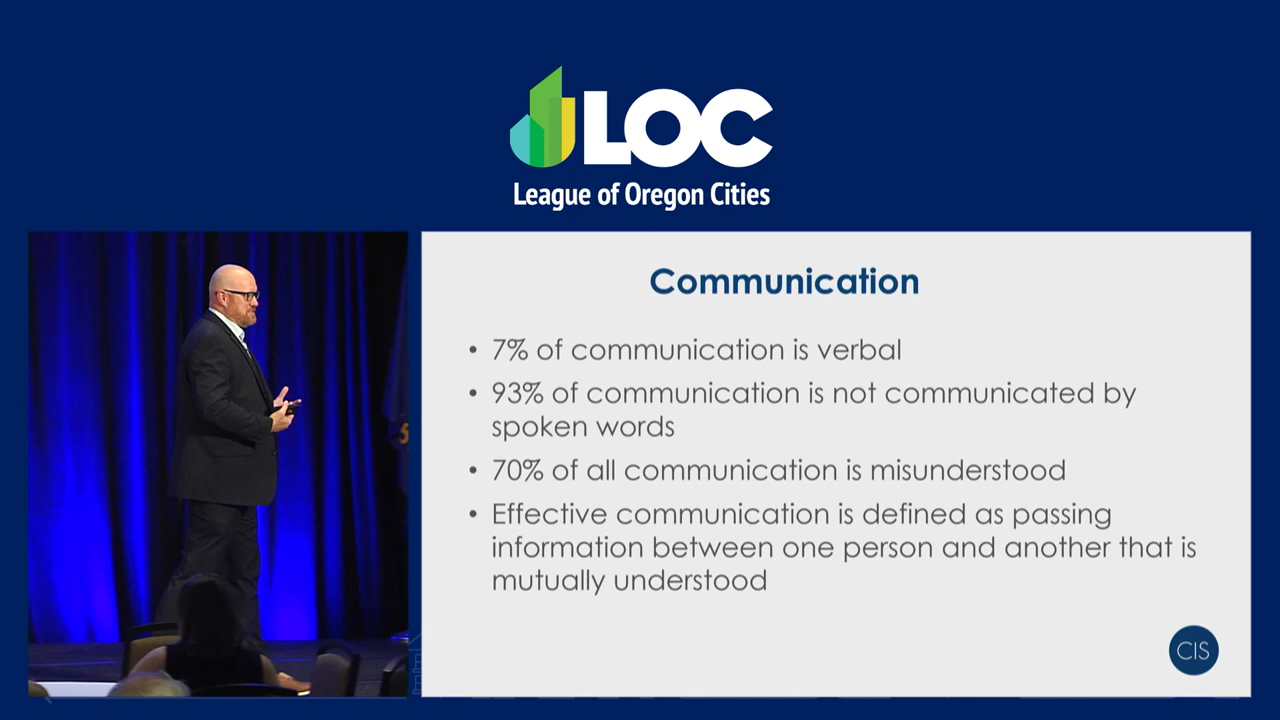 LOC
League of Oregon Cities
Communication
• 7% of communication is verbal
• 93% of communication is not communicated by
spoken words
• 70% of all communication is misunderstood
• Effective communication is defined as passing
information between one person and another that is
mutually understood
CIS